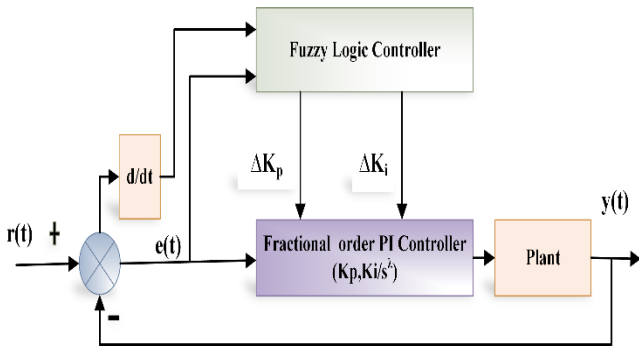 Fuzzy Logic Controller
d/dt
ΔKp
ΔKi
r(t)
+
e(t)
Fractional order PI Controller
(Kp,Ki/s^λ)
Plant
y(t)
-